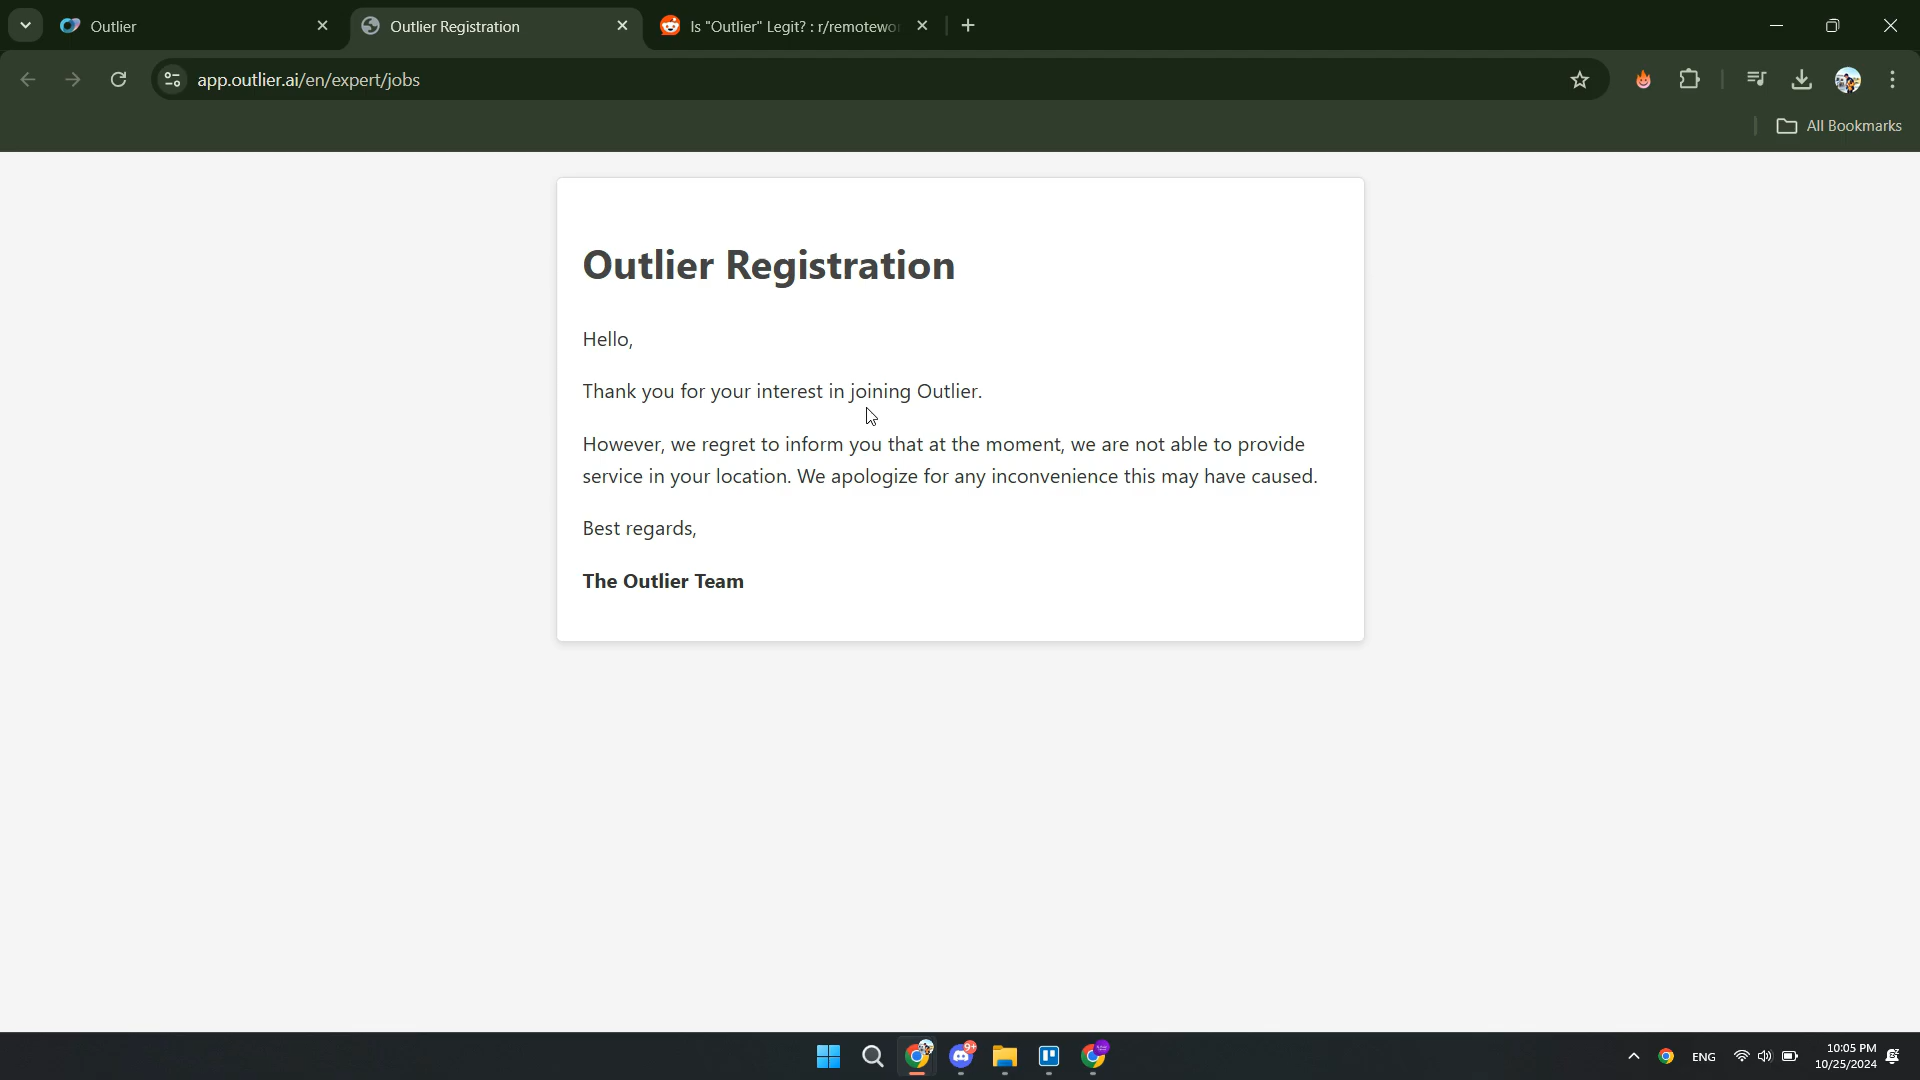 Outlier
Outlier Registration
Is "Outlier" Legit? : r/remotewor
app.outlier.ai/en/expert/jobs
All Bookmarks
Outlier Registration
Hello,
Thank you for your interest in joining Outlier.
However, we regret to inform you that at the moment, we are not able to provide
service in your location. We apologize for any inconvenience this may have caused.
Best regards,
The Outlier Team
9+
ENG
10:05 PM
10/25/2024